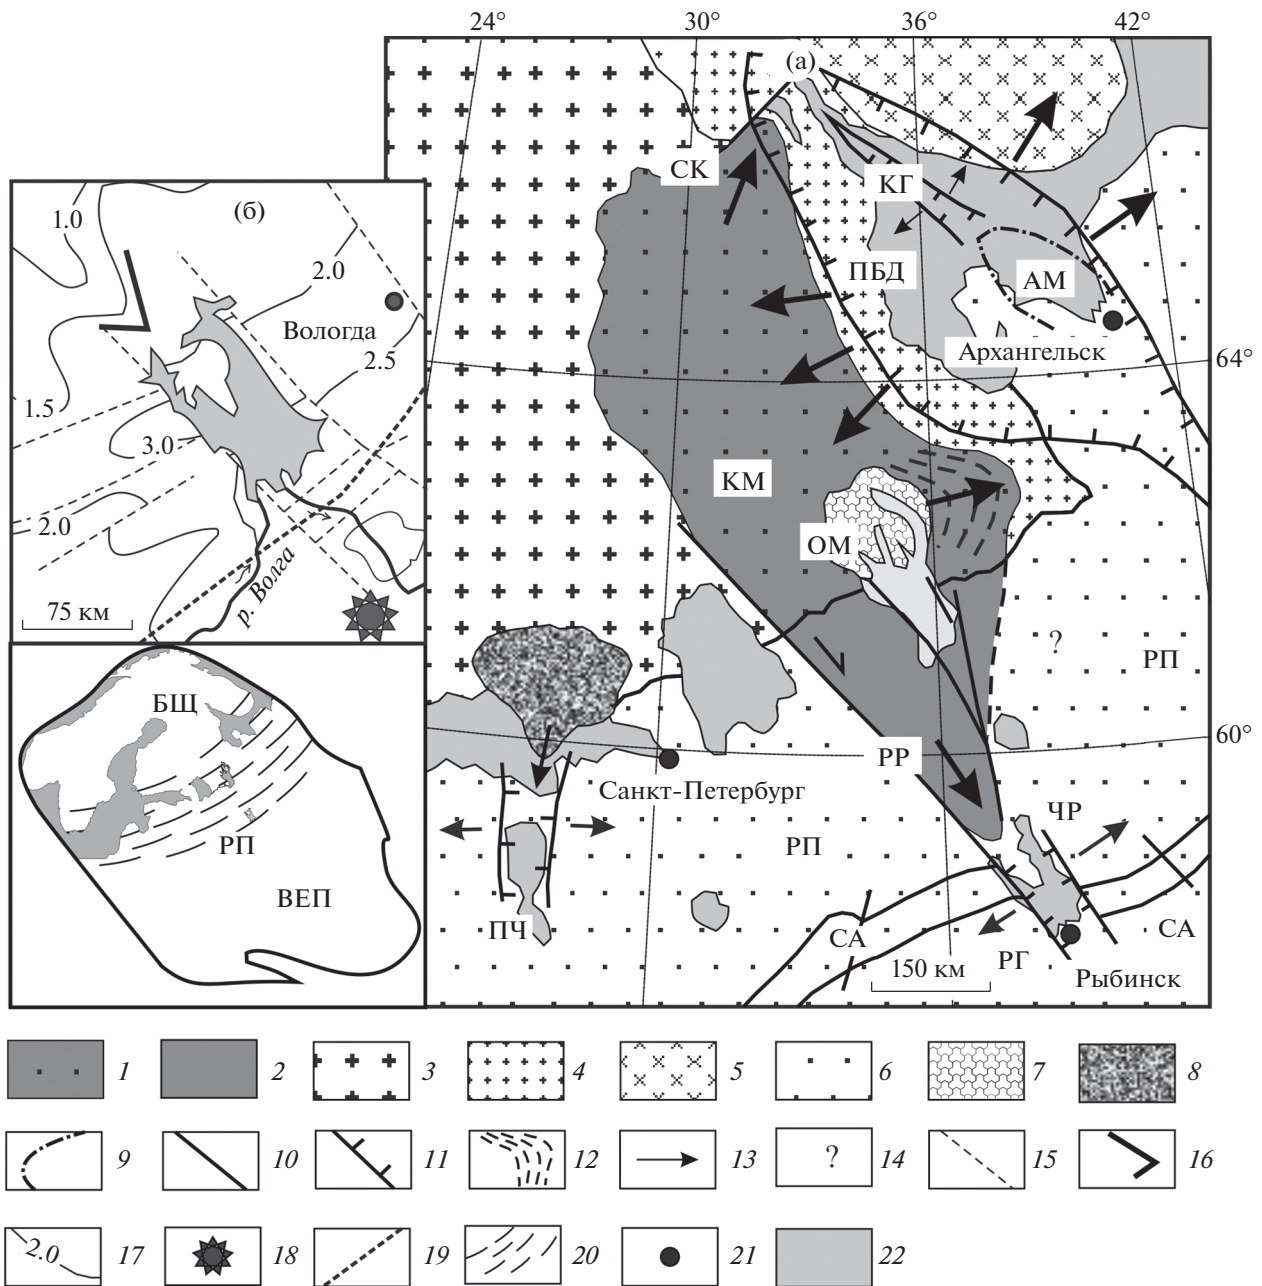 24° 30° 36° 42°
(а)
СК
КГ
ПБД
АМ
Архангельск
64°
КМ
ОМ
?
РП
60°
РР
Санкт-Петербург
ЧР
РП
ПЧ
СА
СА
РГ
150 км
Рыбинск
(б)
1.0
2.0
Вологда
2.5
1.5
3.0
2.0
р. Волга
75 км
БЩ
РП
ВЕП
1 2 3 4 5 6 7 8
9 10 11 12 13 ? 14 15 16
2.0 17 18 19 20 21 22